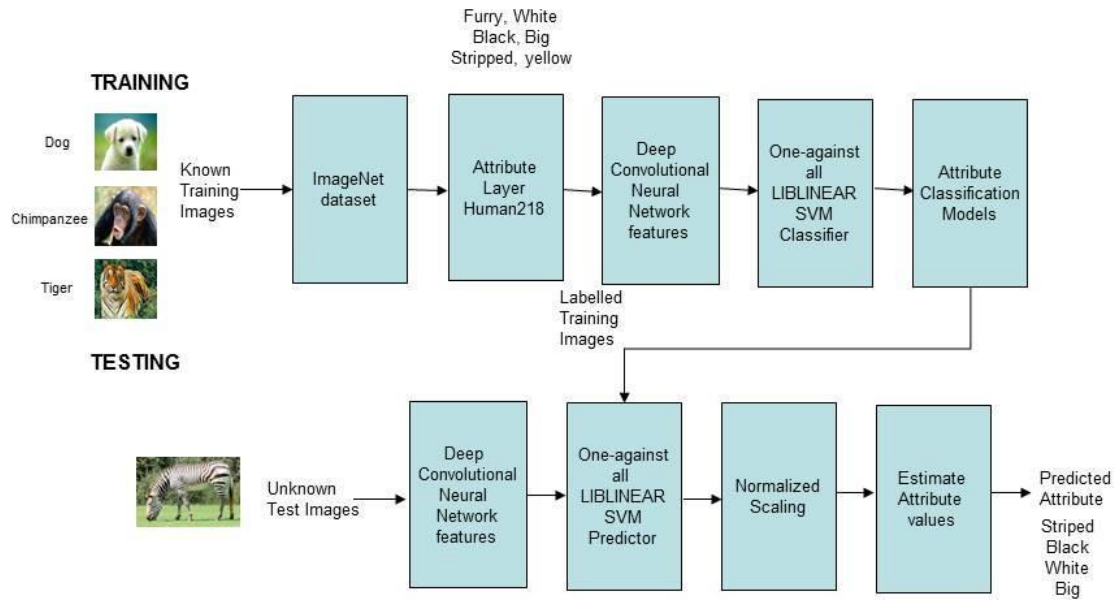 Furry, White
Black, Big
Stripped, yellow
TRAINING
Dog
Chimpanzee
Tiger
Known
Training
Images
ImageNet
dataset
Attribute
Layer
Human218
Deep
Convolutional
Neural
Network
features
One-against
all
LIBLINEAR
SVM
Classifier
Attribute
Classification
Models
Labelled
Training
Images
TESTING
Unknown
Test Images
Deep
Convolutional
Neural
Network
features
One-against
all
LIBLINEAR
SVM
Predictor
Normalized
Scaling
Estimate
Attribute
values
Predicted
Attribute
Striped
Black
White
Big